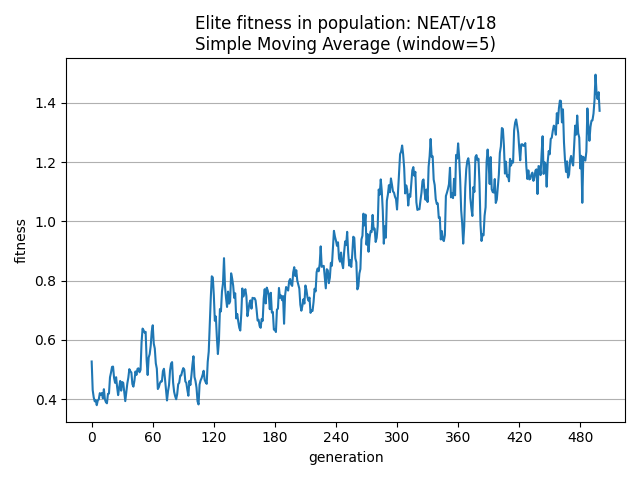 Elite fitness in population: NEAT/v18
Simple Moving Average (window=5)
fitness
1.4
1.2
1.0
0.8
0.6
0.4
0 60 120 180 240 300 360 420 480
generation